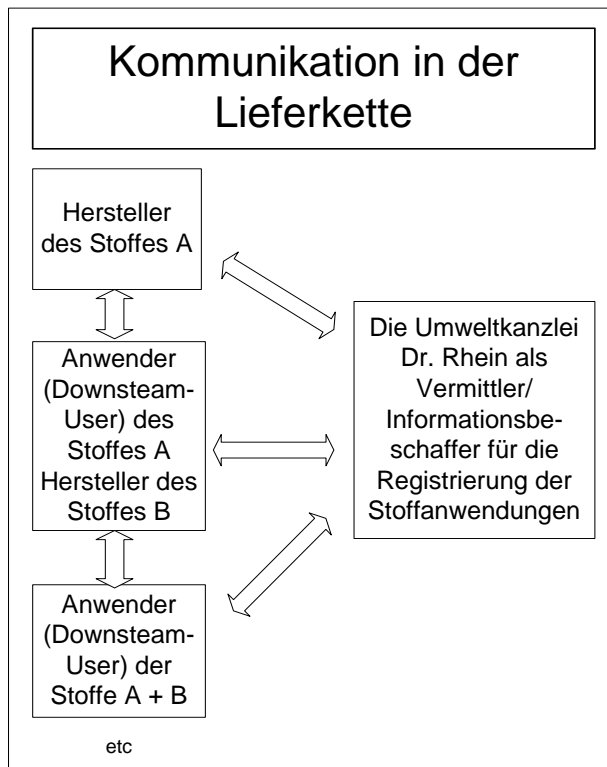 Kommunikation in der
Lieferkette
Hersteller
des Stoffes A
Anwender
(Downsteam-
User) des
Stoffes A
Hersteller des
Stoffes B
Anwender
(Downsteam-
User) der
Stoffe A + B
etc
Die Umweltkanzlei
Dr. Rhein als
Vermittler/
Informationsbe-
schaffer für die
Registrierung der
Stoffanwendungen